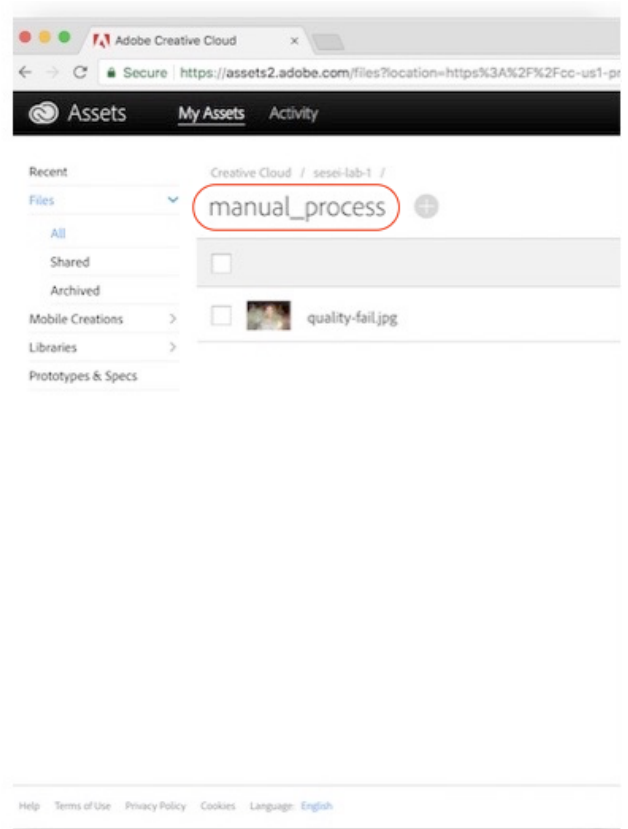 Adobe Creative Cloud
Secure https://assets2.adobe.com/files?location=https%3A%2F%2Fcc-us1-pr
Assets My Assets Activity
Recent
Files
All
Shared
Archived
Mobile Creations
Libraries
Prototypes & Specs
Creative Cloud / sesei-lab-1 /
manual_process
quality-fail.jpg
Help Terms of Use Privacy Policy Cookies Language: English